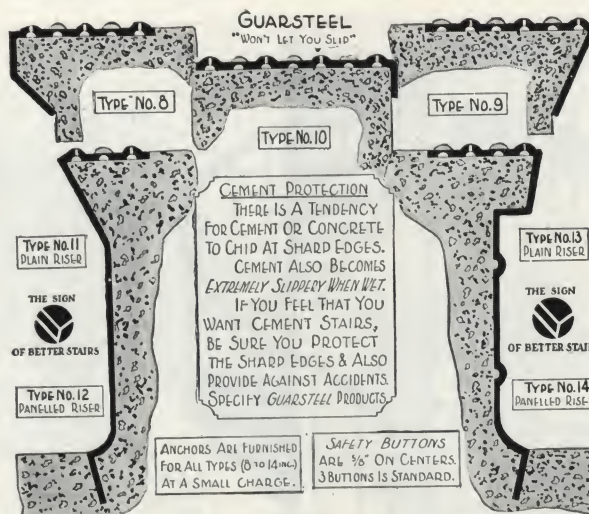 GUARSTEEL
"WON'T LET YOU SLIP"
TYPE NO. 8
TYPE NO. 9
TYPE NO. 10
CEMENT PROTECTION
THERE IS A TENDENCY
FOR CEMENT OR CONCRETE
TO CHIP AT SHARP EDGES.
CEMENT ALSO BECOMES
EXTREMELY SLIPPERY WHEN WET.
IF YOU FEEL THAT YOU
WANT CEMENT STAIRS,
BE SURE YOU PROTECT
THE SHARP EDGES & ALSO
PROVIDE AGAINST ACCIDENTS.
SPECIFY GUARSTEEL PRODUCTS.
TYPE NO. 11
PLAIN RISER
THE SIGN
OF BETTER STAIRS
TYPE NO. 12
PANELLED RISER
TYPE NO. 13
PLAIN RISER
THE SIGN
OF BETTER STAIRS
TYPE NO. 14
PANELLED RISER
ANCHORS ARE FURNISHED
FOR ALL TYPES (8 TO 14 INC.)
AT A SMALL CHARGE.
SAFETY BUTTONS
ARE 5/8" ON CENTERS.
3 BUTTONS IS STANDARD.